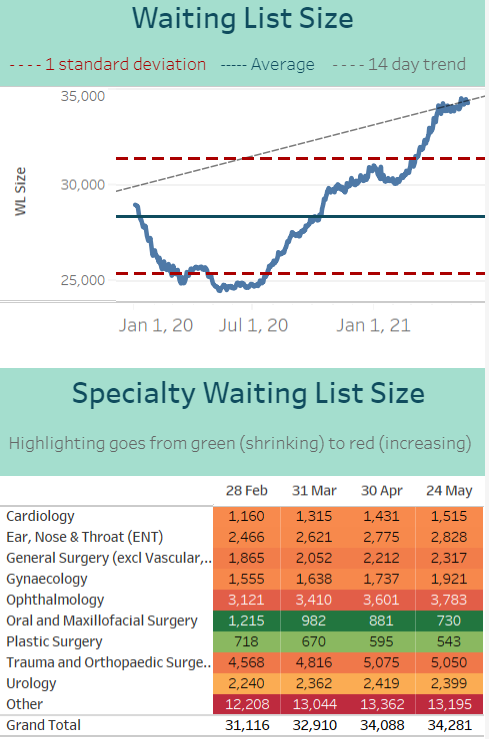 Waiting List Size
---- 1 standard deviation ----- Average ---- 14 day trend
35,000
30,000
25,000
WL Size
Jan 1, 20 Jul 1, 20 Jan 1, 21
Specialty Waiting List Size
Highlighting goes from green (shrinking) to red (increasing)
28 Feb 31 Mar 30 Apr 24 May
Cardiology 1,160 1,315 1,431 1,515
Ear, Nose & Throat (ENT) 2,466 2,621 2,775 2,828
General Surgery (excl Vascular,.. 1,865 2,052 2,212 2,317
Gynaecology 1,555 1,638 1,737 1,921
Ophthalmology 3,121 3,410 3,601 3,783
Oral and Maxillofacial Surgery 1,215 982 881 730
Plastic Surgery 718 670 595 543
Trauma and Orthopaedic Surge.. 4,568 4,816 5,075 5,050
Urology 2,240 2,362 2,419 2,399
Other 12,208 13,044 13,362 13,195
Grand Total 31,116 32,910 34,088 34,281